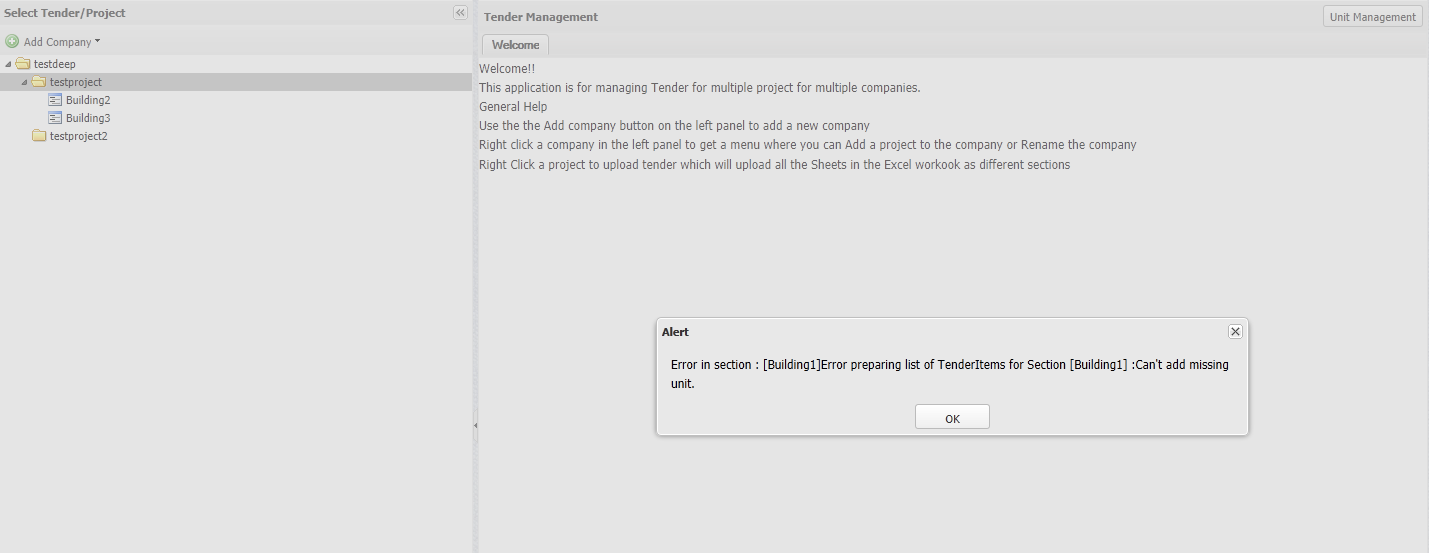 Select Tender/Project
Add Company
testdeep
testproject
Building2
Building3
testproject2
Tender Management
Unit Management
Welcome
Welcome!!
This application is for managing Tender for multiple project for multiple companies.
General Help
Use the the Add company button on the left panel to add a new company
Right click a company in the left panel to get a menu where you can Add a project to the company or Rename the company
Right Click a project to upload tender which will upload all the Sheets in the Excel workook as different sections
Alert
Error in section : [Building1]Error preparing list of TenderItems for Section [Building1] :Can't add missing
unit.
OK